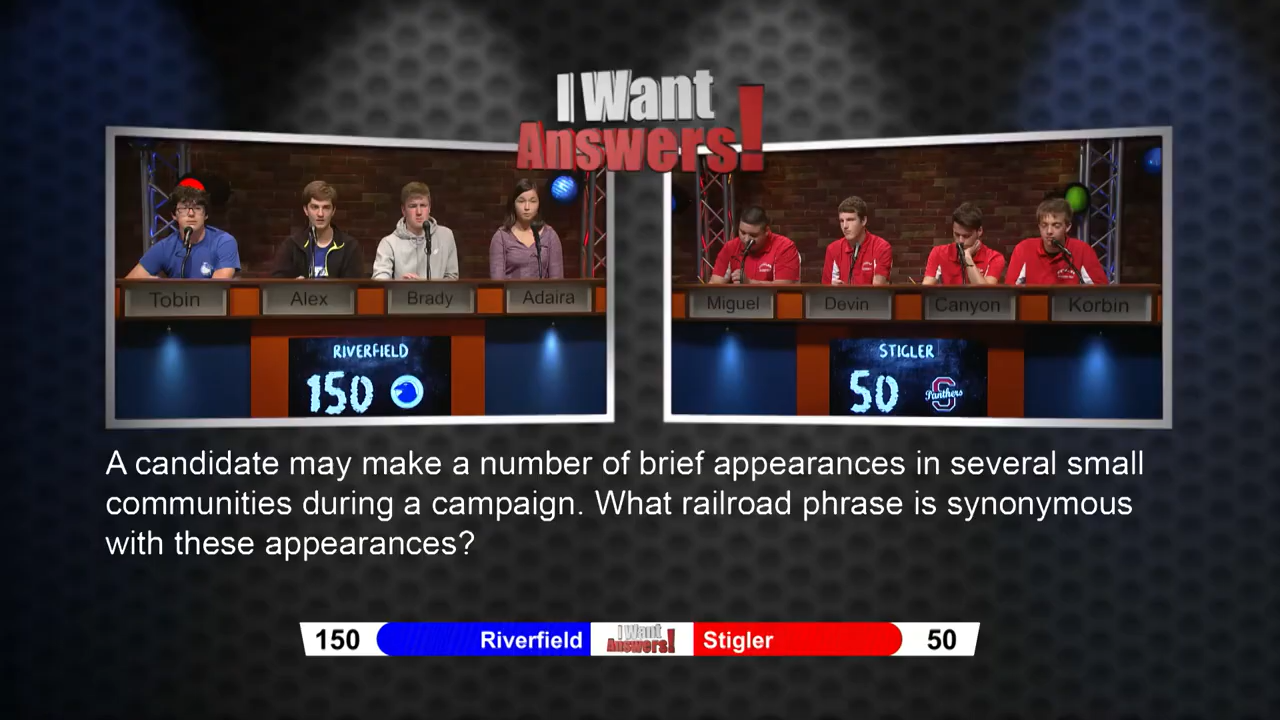 I Want
Answers!
Tobin
Alex
Brady
Adaira
RIVERFIELD
150
Miguel
Devin
Canyon
Korbin
STIGLER
50
S
Panthers
A candidate may make a number of brief appearances in several small
communities during a campaign. What railroad phrase is synonymous
with these appearances?
150 Riverfield I Want Answers! Stigler 50